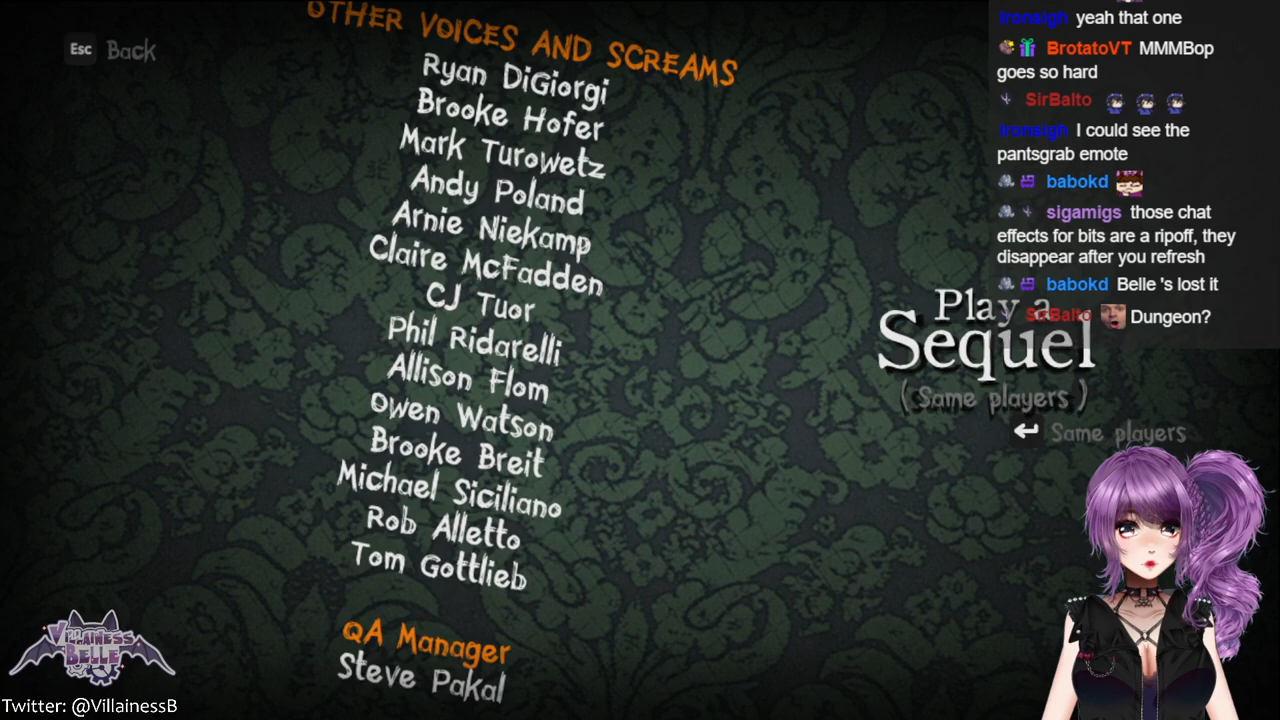 OTHER VOICES AND SCREAMS
Esc Back
Ryan DiGiorgi
Brooke Hofer
Mark Turowetz
Andy Poland
Arnie Niekamp
Claire McFadden
CJ Tuor
Phil Ridarelli
Allison Flom
Owen Watson
Brooke Breit
Michael Siciliano
Rob Alletto
Tom Gottlieb
QA Manager
Steve Pakal
Ironsigh yeah that one
BrotatoVT MMMBop
goes so hard
SirBalto
Ironsigh I could see the
pantsgrab emote
babokd
sigamigs those chat
effects for bits are a ripoff, they
disappear after you refresh
babokd Belle 's lost it
SirBalto Dungeon?
Play a
Sequel
(Same players)
Same players
VILLAINESS
BELLE
Twitter: @VillainessB